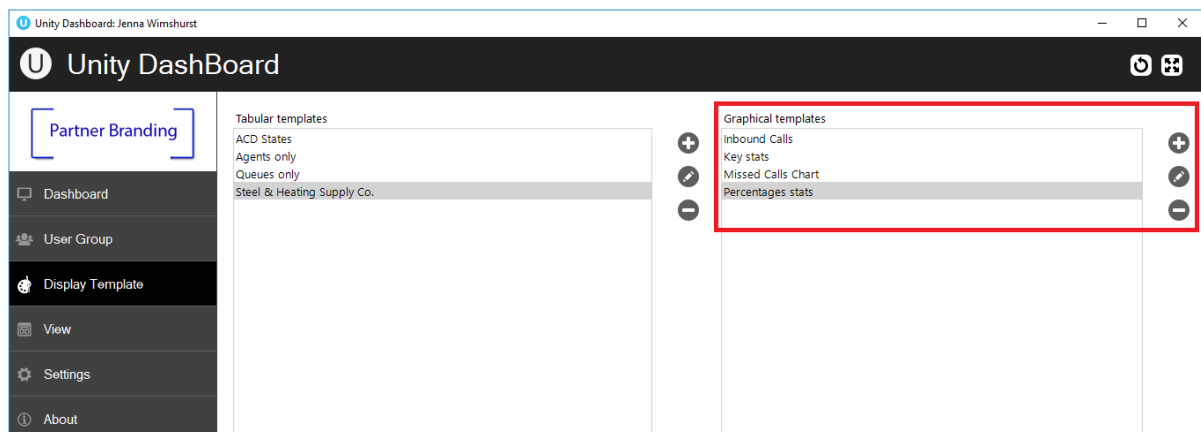 Unity Dashboard: Jenna Wimshurst
U Unity DashBoard
Partner Branding
Dashboard
User Group
Display Template
View
Settings
About
Tabular templates
ACD States
Agents only
Queues only
Steel & Heating Supply Co.
Graphical templates
Inbound Calls
Key stats
Missed Calls Chart
Percentages stats